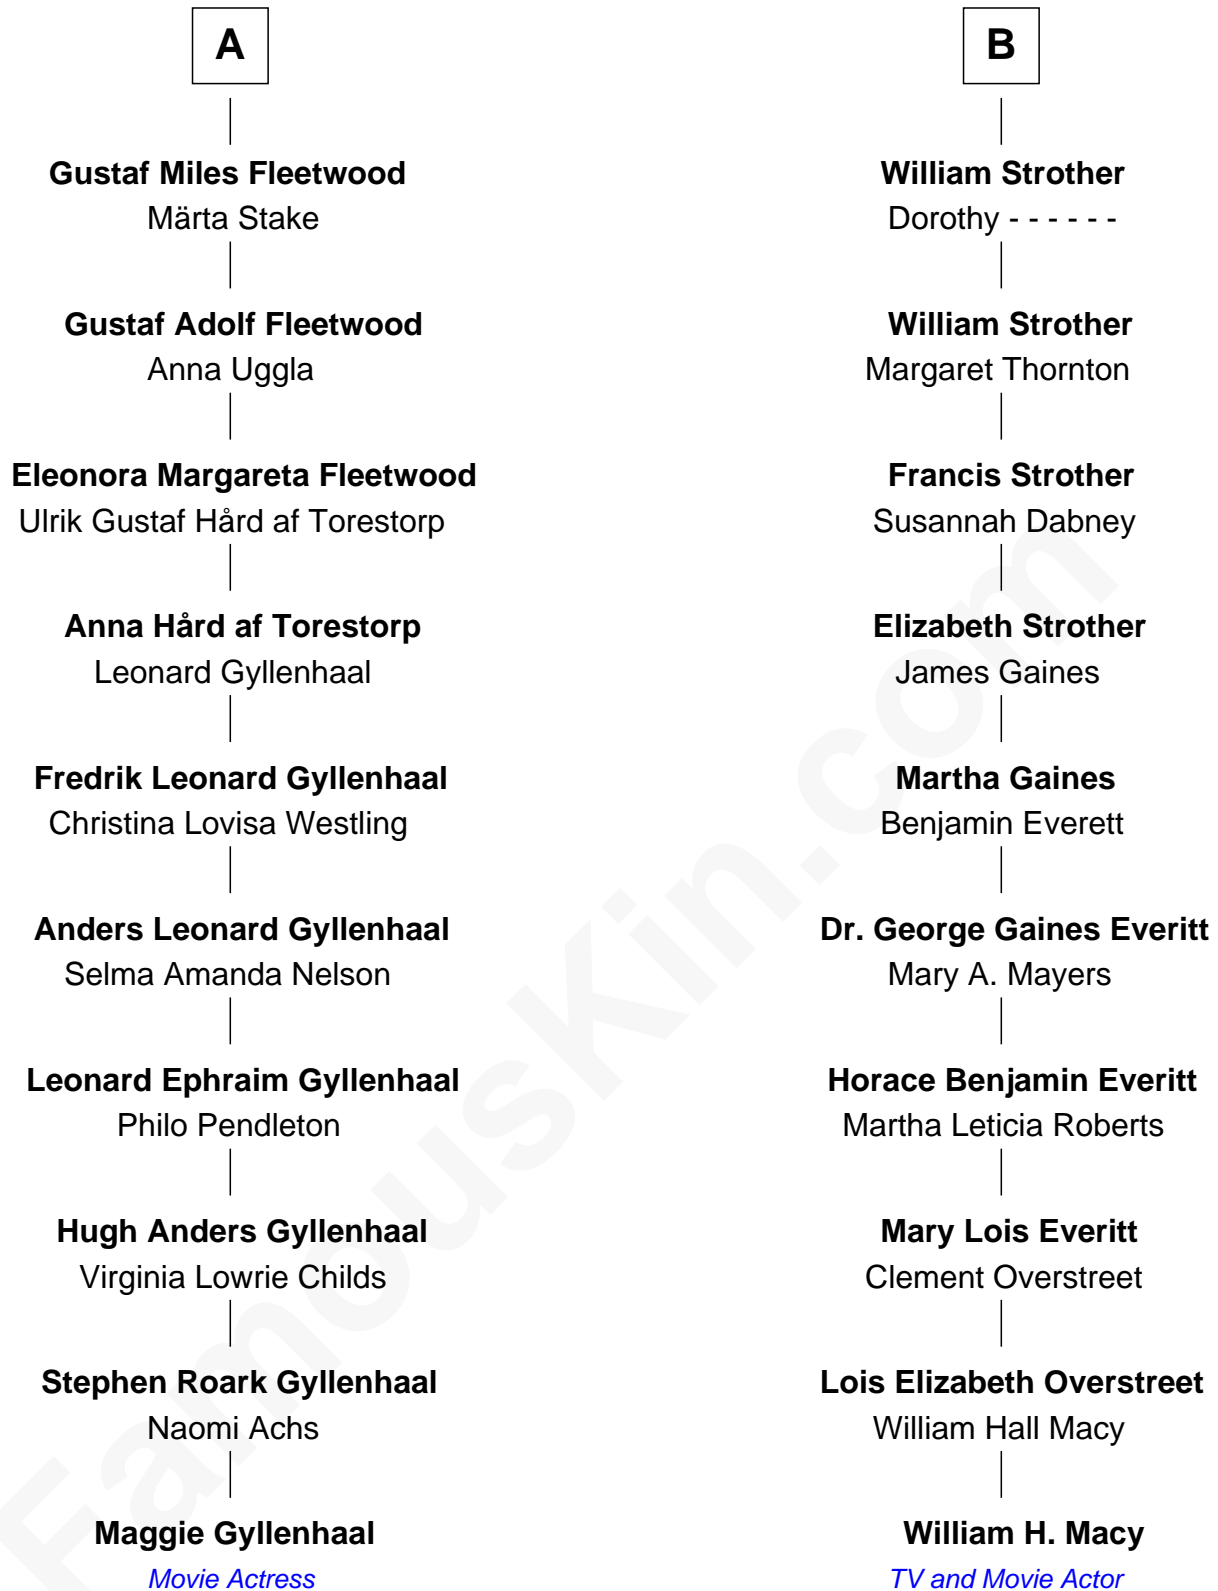 A
Gustaf Miles Fleetwood
Märta Stake
Gustaf Adolf Fleetwood
Anna Uggla
Eleonora Margareta Fleetwood
Ulrik Gustaf Hård af Torestorp
Anna Hård af Torestorp
Leonard Gyllenhaal
Fredrik Leonard Gyllenhaal
Christina Lovisa Westling
Anders Leonard Gyllenhaal
Selma Amanda Nelson
Leonard Ephraim Gyllenhaal
Philo Pendleton
Hugh Anders Gyllenhaal
Virginia Lowrie Childs
Stephen Roark Gyllenhaal
Naomi Achs
Maggie Gyllenhaal
Movie Actress
B
William Strother
Dorothy - - - - - -
William Strother
Margaret Thornton
Francis Strother
Susannah Dabney
Elizabeth Strother
James Gaines
Martha Gaines
Benjamin Everett
Dr. George Gaines Everitt
Mary A. Mayers
Horace Benjamin Everitt
Martha Leticia Roberts
Mary Lois Everitt
Clement Overstreet
Lois Elizabeth Overstreet
William Hall Macy
William H. Macy
TV and Movie Actor
FamousKin.com